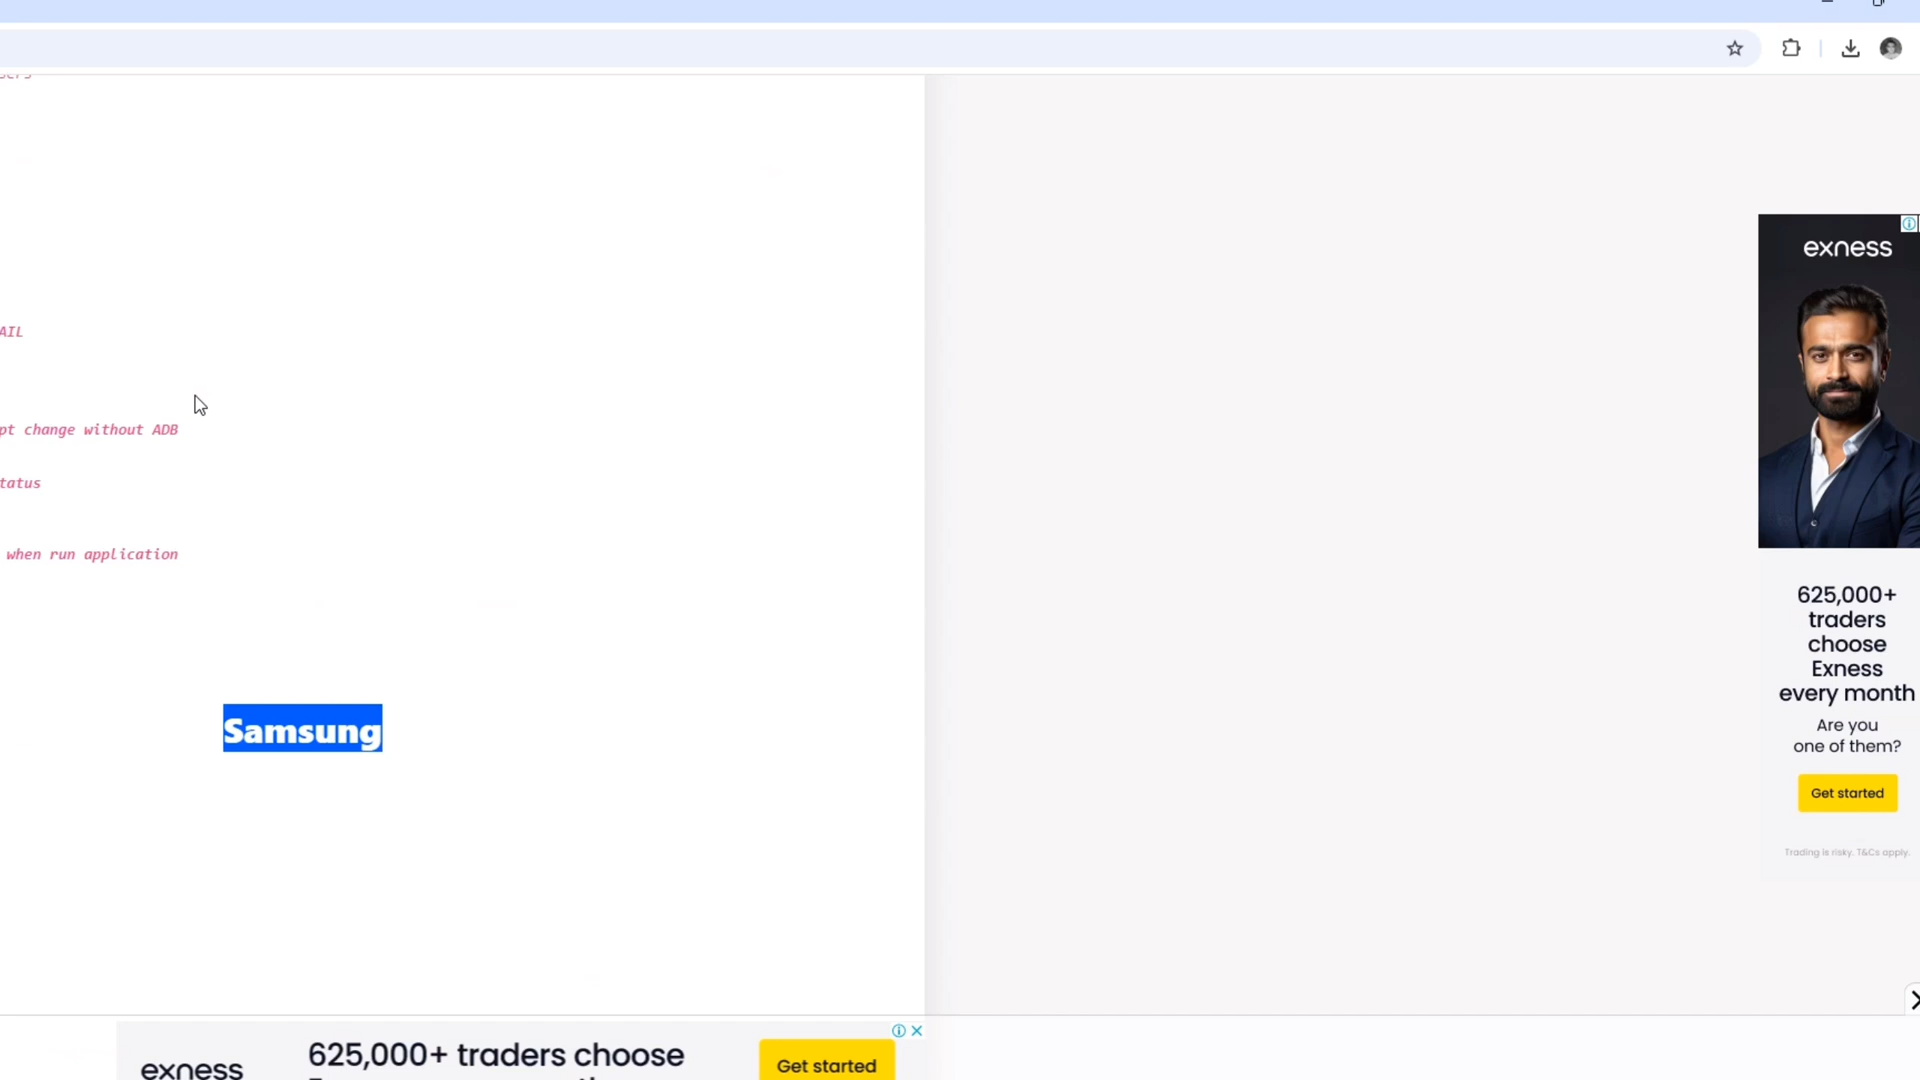 AIL
pt change without ADB
tatus
when run application
Samsung
exness
625,000+
traders
choose
Exness
every month
Are you
one of them?
Get started
Trading is risky. T&Cs apply.
exness
625,000+ traders choose
Get started